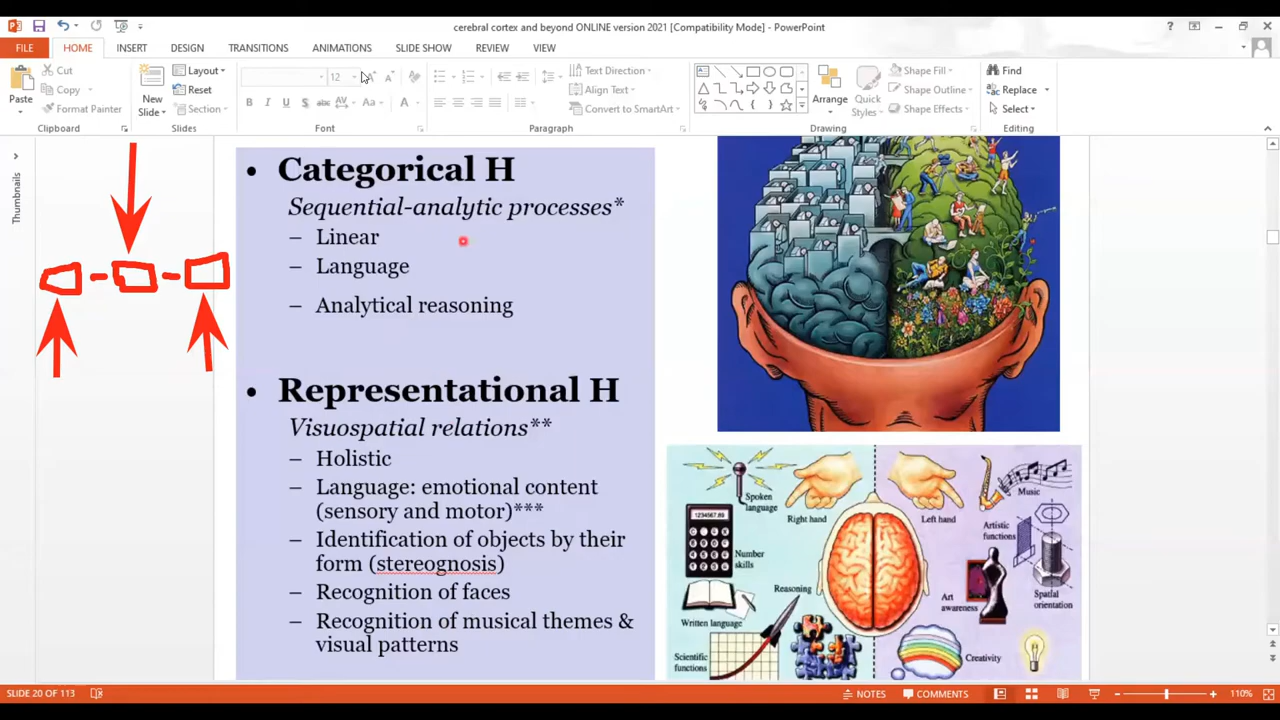 cerebral cortex and beyond ONLINE version 2021 [Compatibility Mode] - PowerPoint
FILE HOME INSERT DESIGN TRANSITIONS ANIMATIONS SLIDE SHOW REVIEW VIEW
Paste
Cut
Copy
Format Painter
Clipboard
New
Slide
Layout
Reset
Section
Slides
12
B I U S abc AV Aa A
Font
Text Direction
Align Text
Convert to SmartArt
Paragraph
Arrange
Quick
Styles
Shape Fill
Shape Outline
Shape Effects
Drawing
Find
Replace
Select
Editing
Thumbnails
• Categorical H
Sequential-analytic processes*
– Linear
– Language
– Analytical reasoning
• Representational H
Visuospatial relations**
– Holistic
– Language: emotional content
(sensory and motor)***
– Identification of objects by their
form (stereognosis)
– Recognition of faces
– Recognition of musical themes &
visual patterns
Spoken
language
Right hand
Left hand
Music
1234567.89
Number
skills
Artistic
functions
Reasoning
Written language
Art
awareness
Spatial
orientation
Scientific
functions
Creativity
SLIDE 20 OF 113
NOTES
COMMENTS
110%